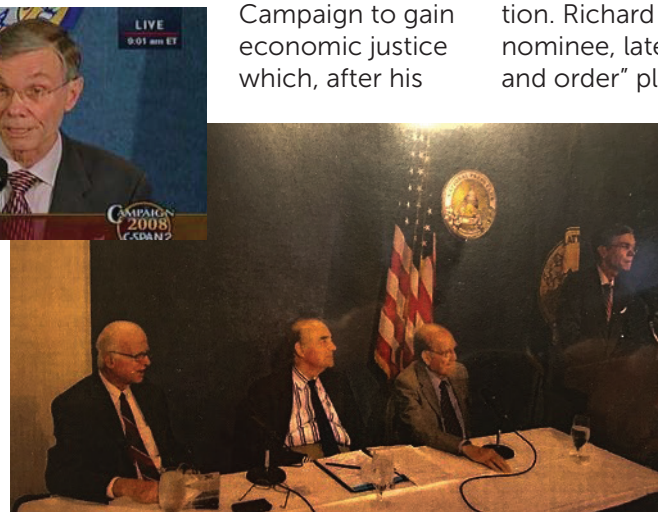 LIVE
9:01 am ET
CAMPAIGN
2008
C-SPAN2
Campaign to gain
economic justice
which, after his
tion. Richard
nominee, late
and order” pl